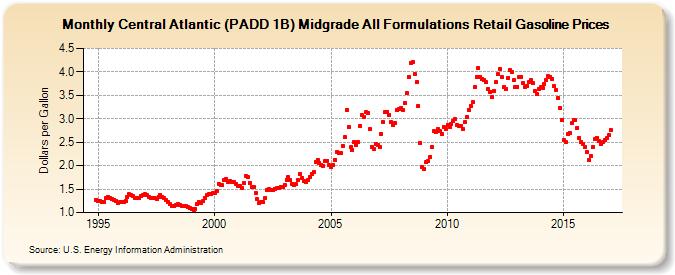 Monthly Central Atlantic (PADD 1B) Midgrade All Formulations Retail Gasoline Prices
Dollars per Gallon
4.5
4.0
3.5
3.0
2.5
2.0
1.5
1.0
1995 2000 2005 2010 2015
Source: U.S. Energy Information Administration